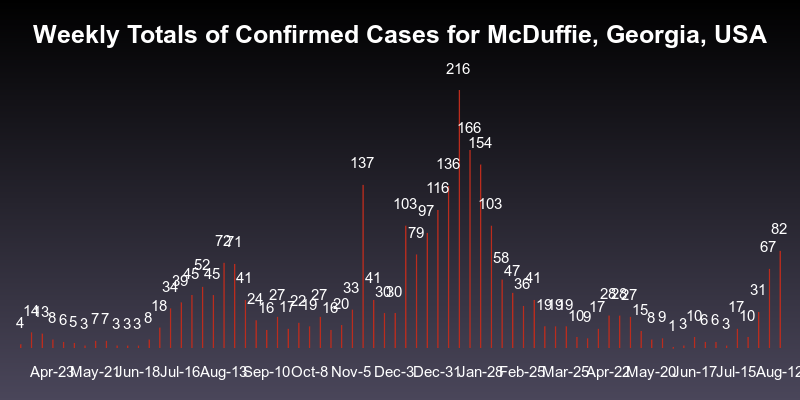 Weekly Totals of Confirmed Cases for McDuffie, Georgia, USA
4 14 13 8 6 5 3 7 7 3 3 3 8 18 34 39 45 52 45 72 71 41 24 16 27 17 22 19 27 16 20 33 137 41 30 30 103 79 97 116 136 216 166 154 103 58 47 36 41 19 19 19 10 9 17 28 28 27 15 8 9 1 3 10 6 6 3 17 10 31 67 82
Apr-23 May-21 Jun-18 Jul-16 Aug-13 Sep-10 Oct-8 Nov-5 Dec-3 Dec-31 Jan-28 Feb-25 Mar-25 Apr-22 May-20 Jun-17 Jul-15 Aug-12